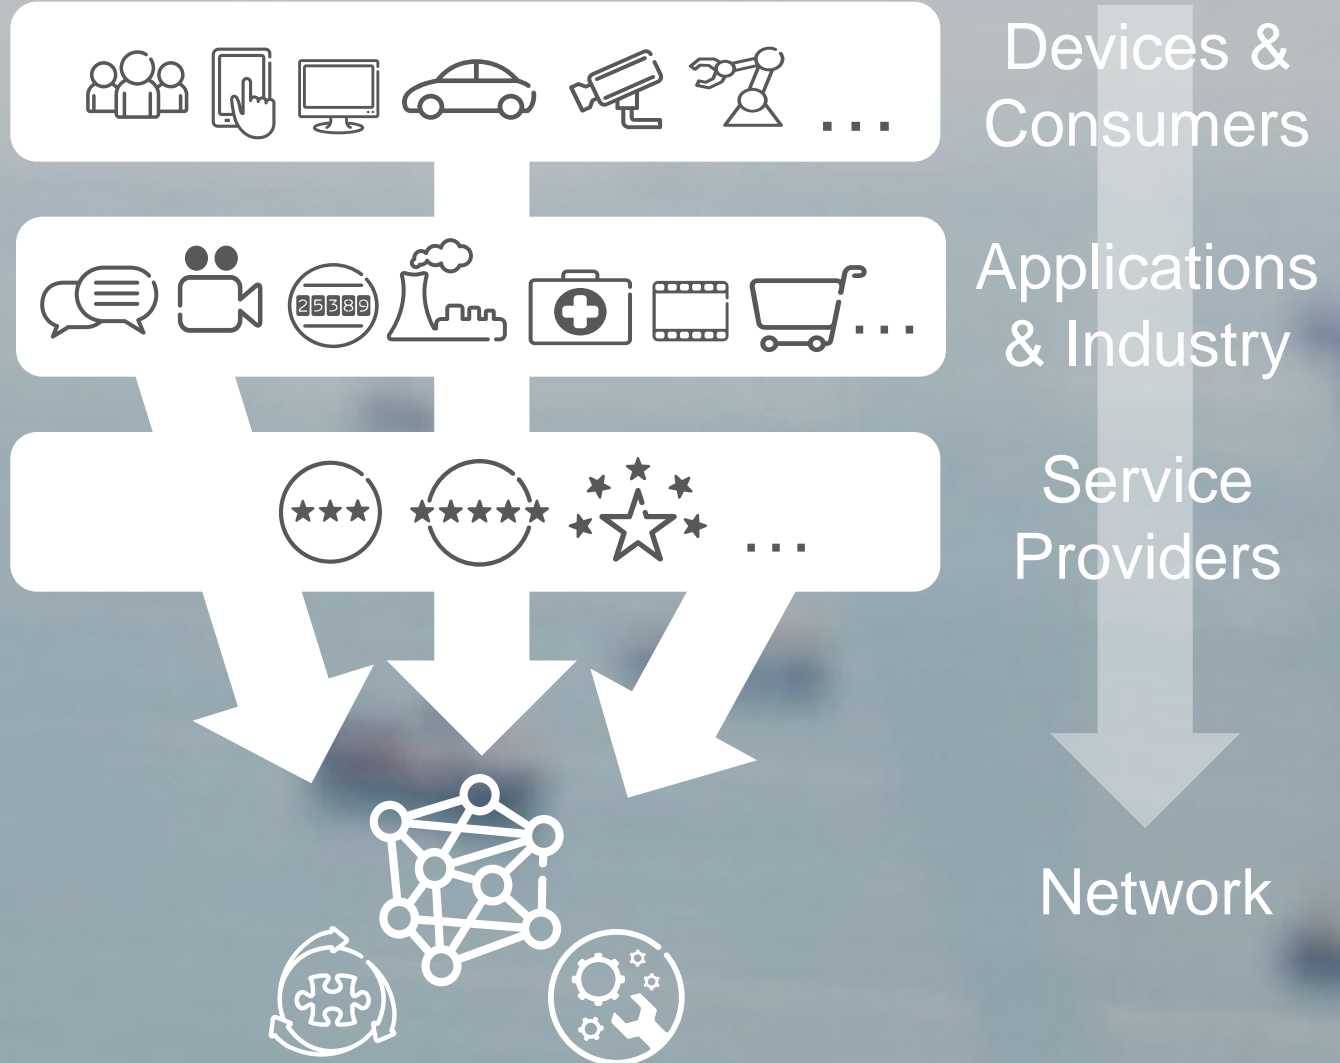 Devices &
Consumers
...
Applications
& Industry
25389
...
Service
Providers
...
Network